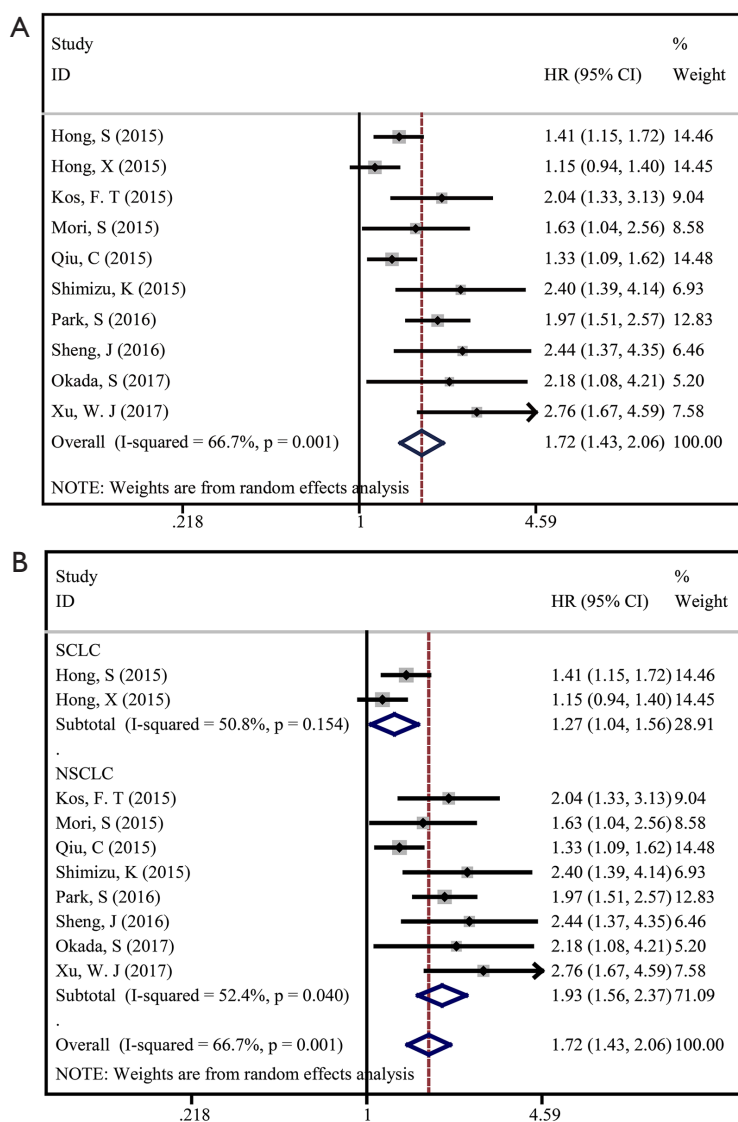 A
Study %
ID HR (95% CI) Weight
Hong, S (2015) 1.41 (1.15, 1.72) 14.46
Hong, X (2015) 1.15 (0.94, 1.40) 14.45
Kos, F. T (2015) 2.04 (1.33, 3.13) 9.04
Mori, S (2015) 1.63 (1.04, 2.56) 8.58
Qiu, C (2015) 1.33 (1.09, 1.62) 14.48
Shimizu, K (2015) 2.40 (1.39, 4.14) 6.93
Park, S (2016) 1.97 (1.51, 2.57) 12.83
Sheng, J (2016) 2.44 (1.37, 4.35) 6.46
Okada, S (2017) 2.18 (1.08, 4.21) 5.20
Xu, W. J (2017) 2.76 (1.67, 4.59) 7.58
Overall (I-squared = 66.7%, p = 0.001) 1.72 (1.43, 2.06) 100.00
NOTE: Weights are from random effects analysis
.218 1 4.59
B
Study %
ID HR (95% CI) Weight
SCLC
Hong, S (2015) 1.41 (1.15, 1.72) 14.46
Hong, X (2015) 1.15 (0.94, 1.40) 14.45
Subtotal (I-squared = 50.8%, p = 0.154) 1.27 (1.04, 1.56) 28.91
.
NSCLC
Kos, F. T (2015) 2.04 (1.33, 3.13) 9.04
Mori, S (2015) 1.63 (1.04, 2.56) 8.58
Qiu, C (2015) 1.33 (1.09, 1.62) 14.48
Shimizu, K (2015) 2.40 (1.39, 4.14) 6.93
Park, S (2016) 1.97 (1.51, 2.57) 12.83
Sheng, J (2016) 2.44 (1.37, 4.35) 6.46
Okada, S (2017) 2.18 (1.08, 4.21) 5.20
Xu, W. J (2017) 2.76 (1.67, 4.59) 7.58
Subtotal (I-squared = 52.4%, p = 0.040) 1.93 (1.56, 2.37) 71.09
.
Overall (I-squared = 66.7%, p = 0.001) 1.72 (1.43, 2.06) 100.00
NOTE: Weights are from random effects analysis
.218 1 4.59